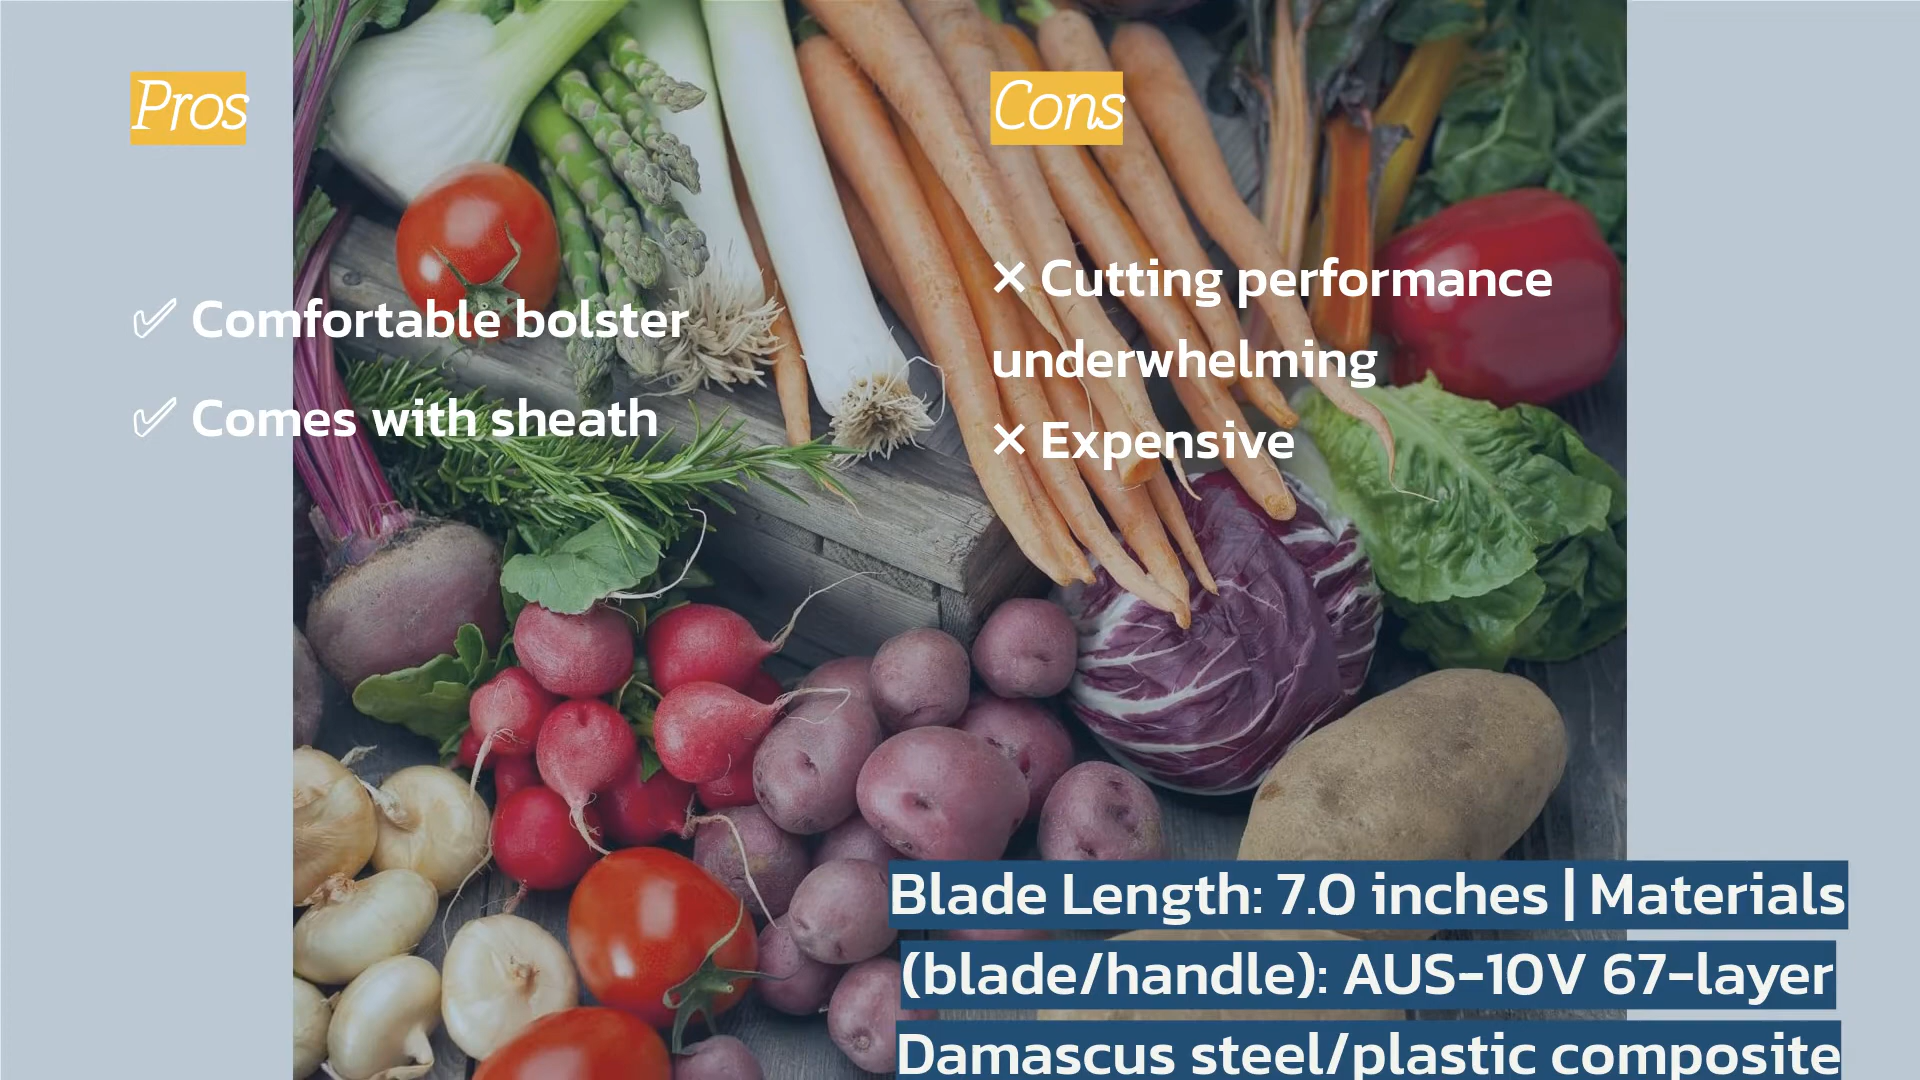 Pros
✅ Comfortable bolster
✅ Comes with sheath
Cons
❌ Cutting performance
underwhelming
❌ Expensive
Blade Length: 7.0 inches | Materials
(blade/handle): AUS-10V 67-layer
Damascus steel/plastic composite